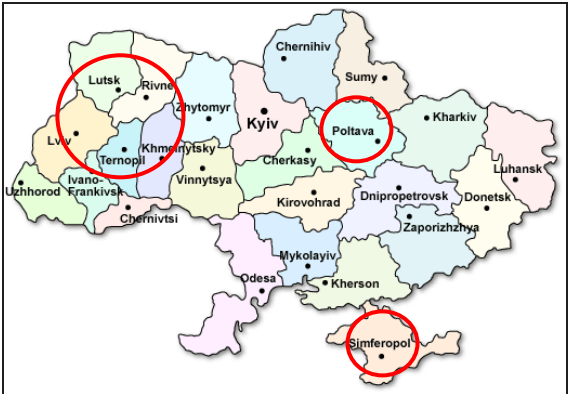 Chernihiv
Sumy
Lutsk
Rivne
Zhytomyr
Kyiv
Kharkiv
Poltava
Lviv
Ternopil
Khmelnytsky
Cherkasy
Luhansk
Vinnytsya
Ivano-
Frankivsk
Uzhhorod
Dnipropetrovsk
Donetsk
Kirovohrad
Chernivtsi
Zaporizhzhya
Mykolayiv
Odesa
Kherson
Simferopol